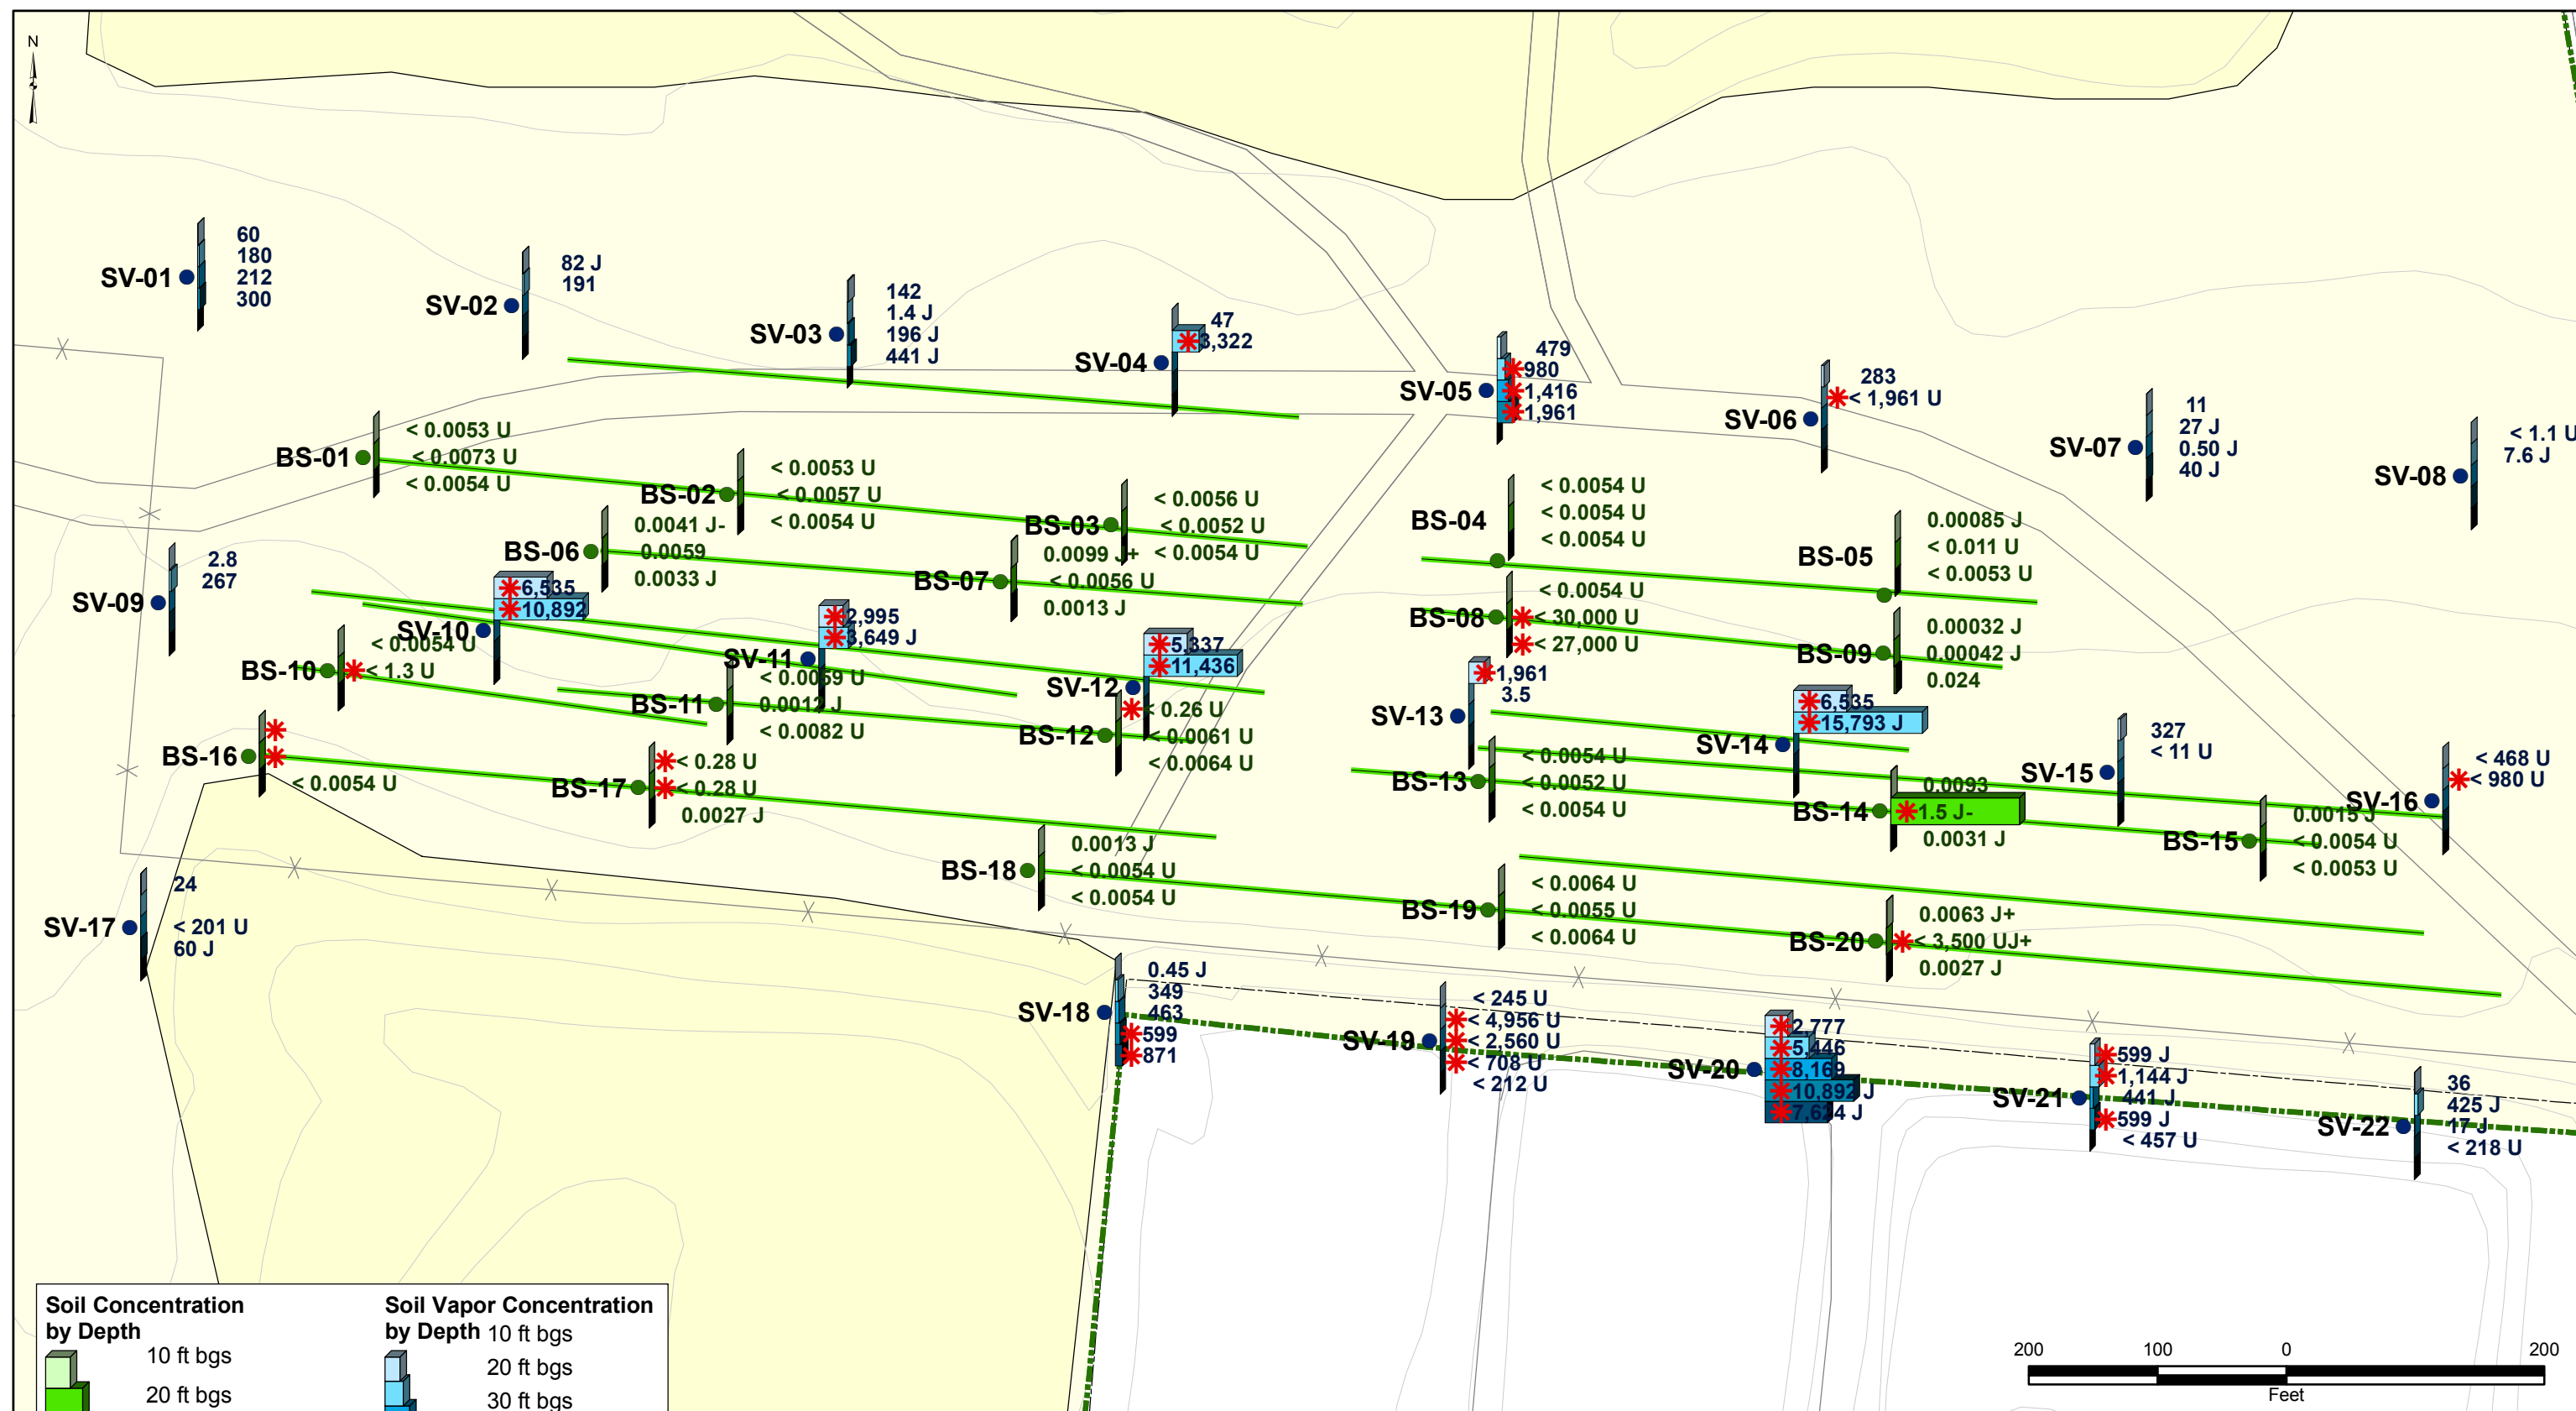 N
SV-01
60
180
212
300
SV-02
82 J
191
SV-03
142
1.4 J
196 J
441 J
SV-04
47
3,322
SV-05
479
980
1,416
1,961
SV-06
283
< 1,961 U
SV-07
11
27 J
0.50 J
40 J
SV-08
< 1.1 U
7.6 J
BS-01
< 0.0053 U
< 0.0073 U
< 0.0054 U
BS-02
< 0.0053 U
< 0.0057 U
< 0.0054 U
BS-03
< 0.0056 U
< 0.0052 U
< 0.0054 U
BS-04
< 0.0054 U
< 0.0054 U
< 0.0054 U
BS-05
0.00085 J
< 0.011 U
< 0.0053 U
BS-06
0.0041 J-
0.0059
0.0033 J
BS-07
0.0099 J+
< 0.0056 U
0.0013 J
BS-08
< 0.0054 U
< 30,000 U
< 27,000 U
BS-09
0.00032 J
0.00042 J
0.024
SV-09
2.8
267
SV-10
6,535
10,892
SV-11
2,995
3,649 J
SV-12
5,337
11,436
SV-13
1,961
3.5
SV-14
6,535
15,793 J
SV-15
327
< 11 U
SV-16
< 468 U
< 980 U
BS-10
< 0.0054 U
< 1.3 U
BS-11
< 0.0059 U
0.0012 J
< 0.0082 U
BS-12
< 0.26 U
< 0.0061 U
< 0.0064 U
BS-13
< 0.0054 U
< 0.0052 U
< 0.0054 U
BS-14
0.0093
1.5 J-
0.0031 J
BS-15
0.0015 J
< 0.0054 U
< 0.0053 U
BS-16
< 0.0054 U
BS-17
< 0.28 U
< 0.28 U
0.0027 J
BS-18
0.0013 J
< 0.0054 U
< 0.0054 U
BS-19
< 0.0064 U
< 0.0055 U
< 0.0064 U
BS-20
0.0063 J+
< 3,500 UJ+
0.0027 J
SV-17
24
< 201 U
60 J
SV-18
0.45 J
349
463
599
871
SV-19
< 245 U
< 4,956 U
< 2,560 U
< 708 U
< 212 U
SV-20
2,777
5,446
8,169
10,892 J
7,624 J
SV-21
599 J
1,144 J
441 J
599 J
< 457 U
SV-22
36
425 J
17 J
< 218 U
Soil Concentration
by Depth
10 ft bgs
20 ft bgs
Soil Vapor Concentration
by Depth
10 ft bgs
20 ft bgs
30 ft bgs
200 100 0 200
Feet